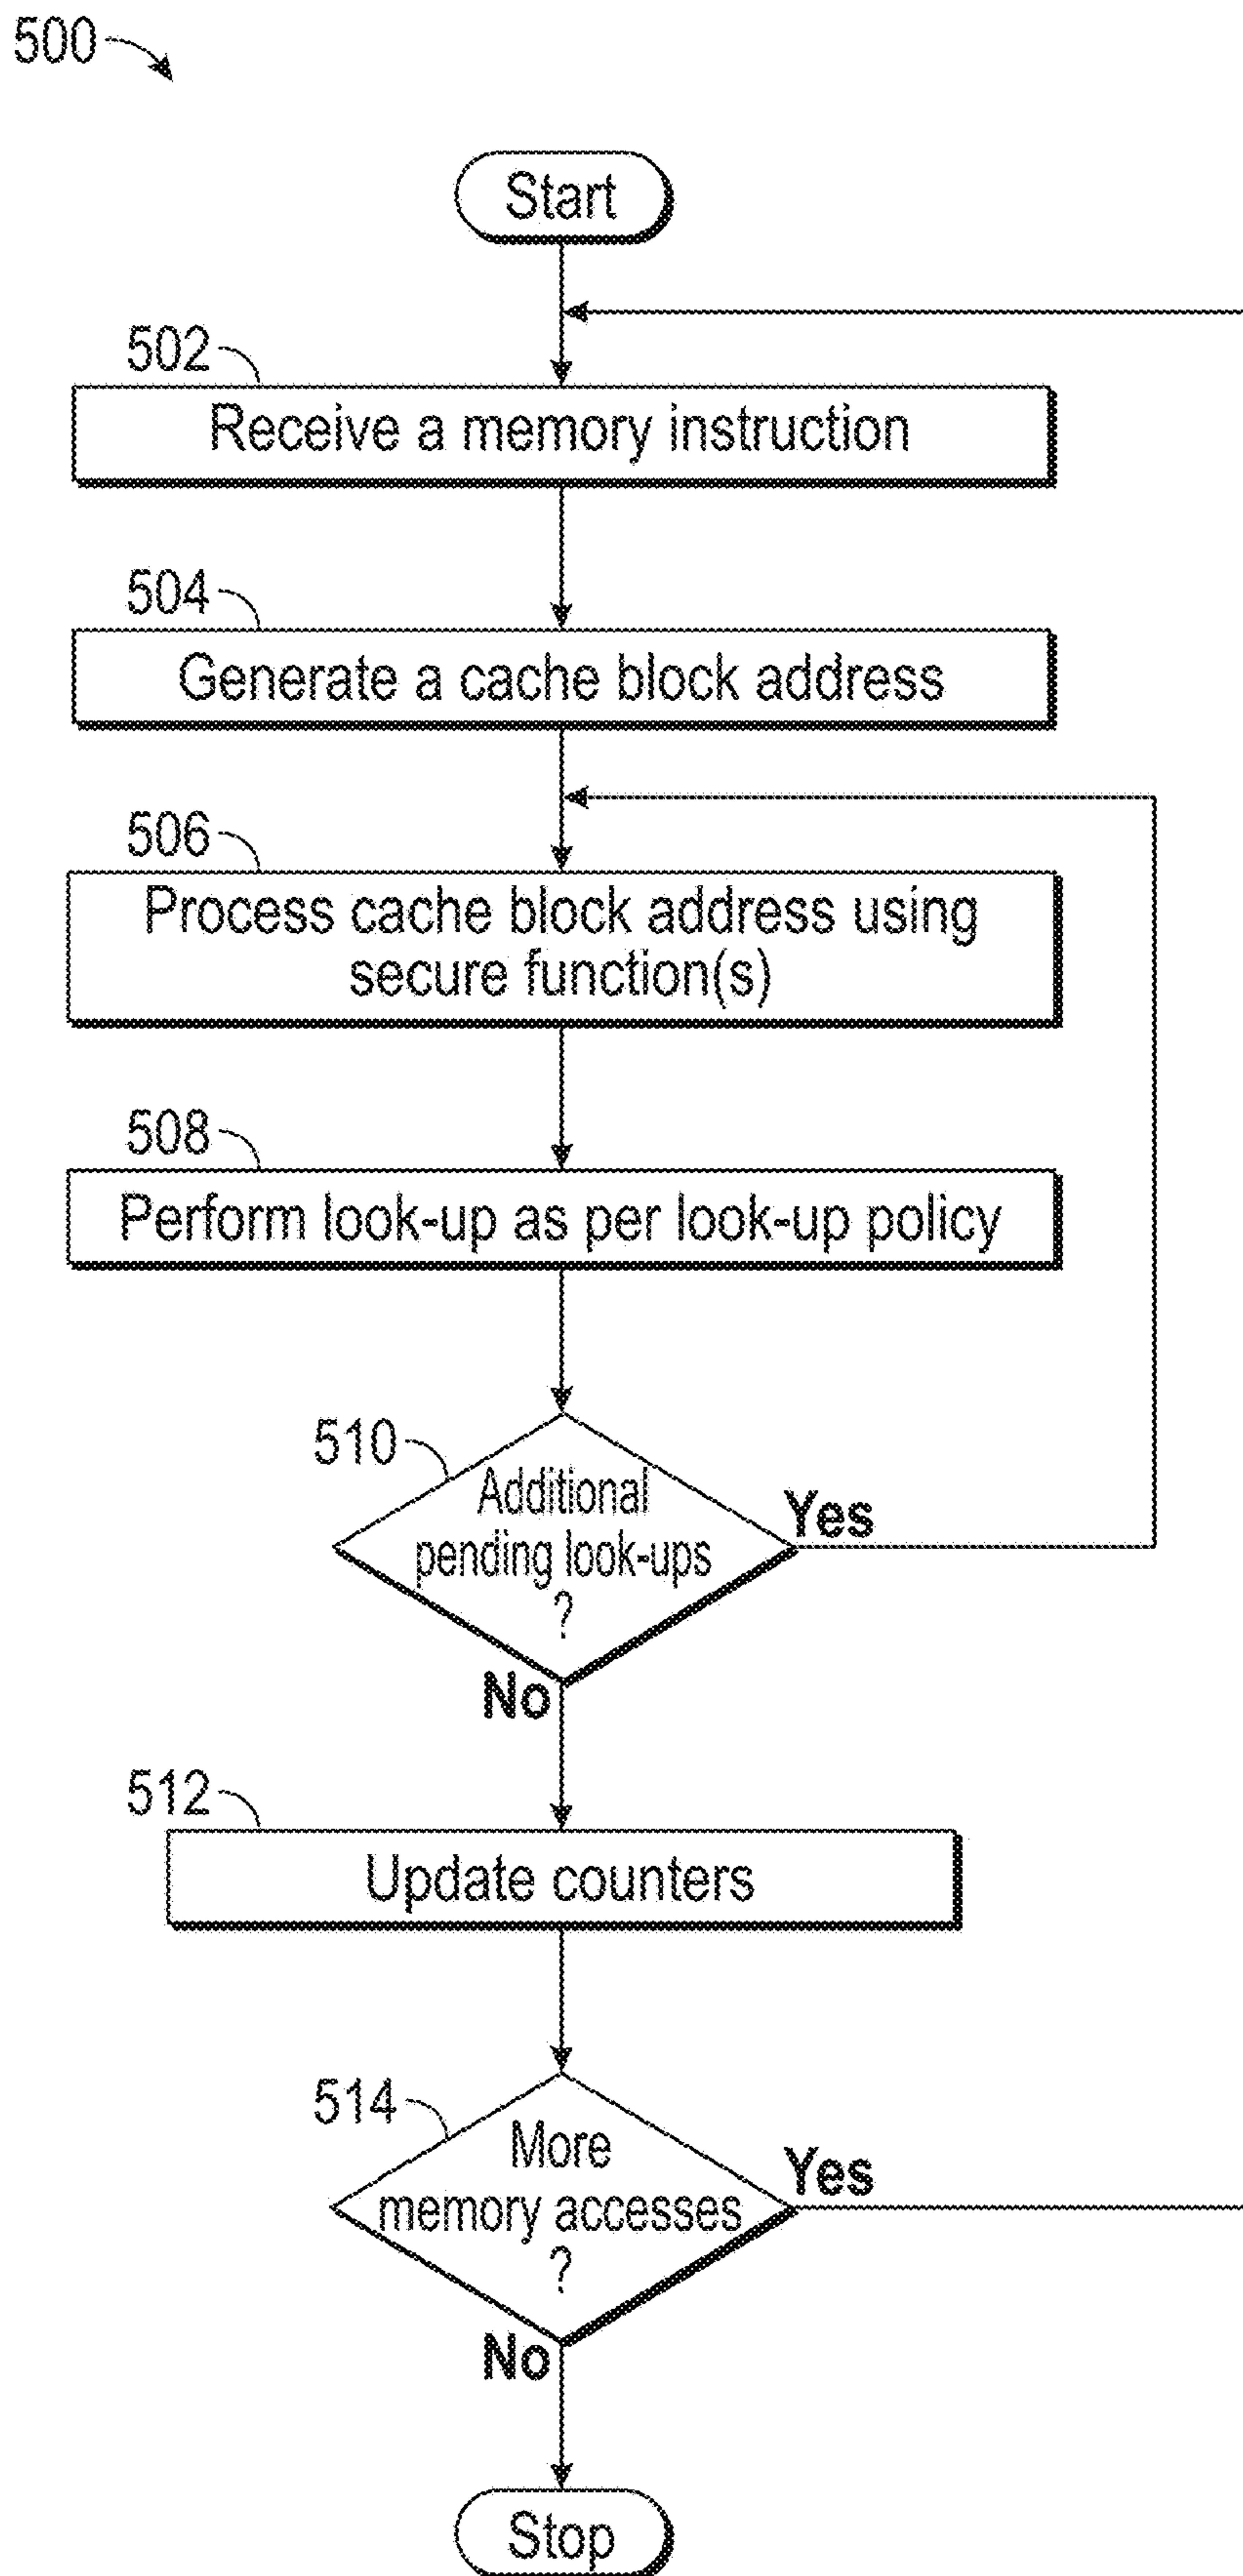 500
Start
502
Receive a memory instruction
504
Generate a cache block address
506
Process cache block address using
secure function(s)
508
Perform look-up as per look-up policy
510
Additional
pending look-ups
?
Yes
No
512
Update counters
514
More
memory accesses
?
Yes
No
Stop